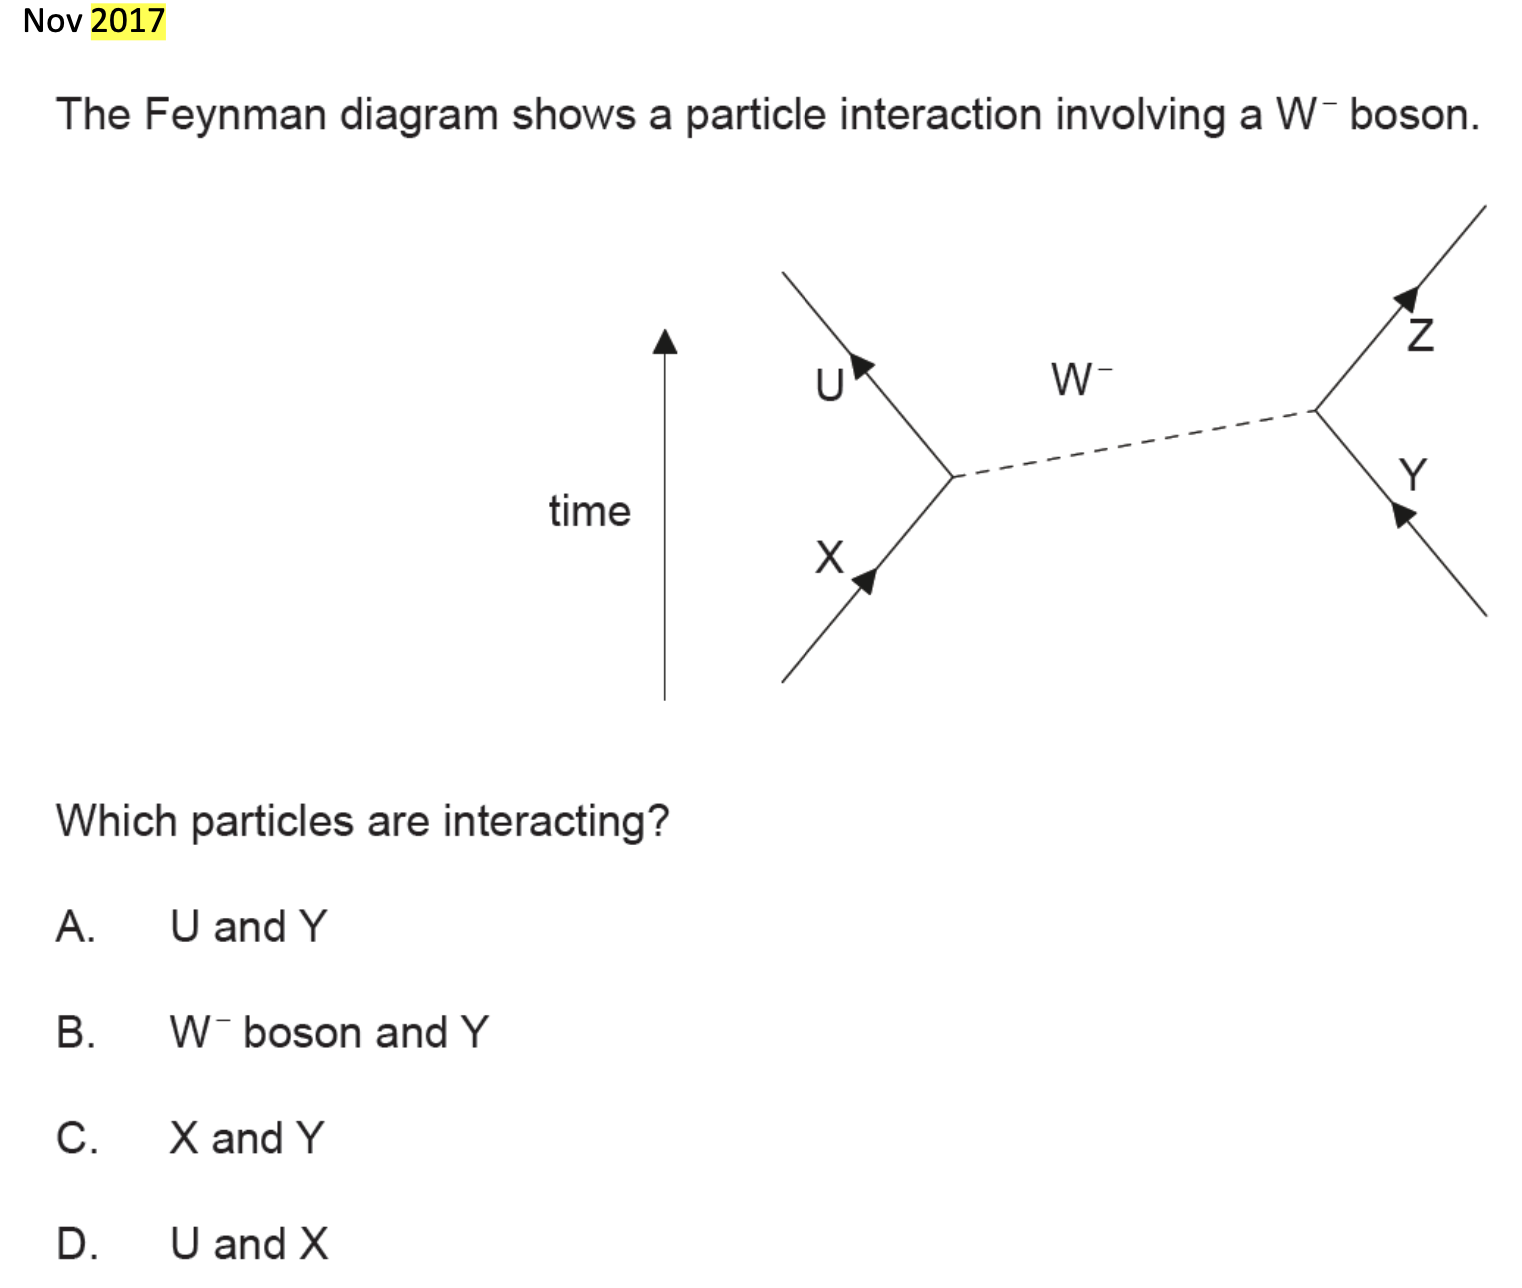 Nov 2017
The Feynman diagram shows a particle interaction involving a W⁻ boson.
U
W⁻
Z
Y
time
X
Which particles are interacting?
A. U and Y
B. W⁻ boson and Y
C. X and Y
D. U and X